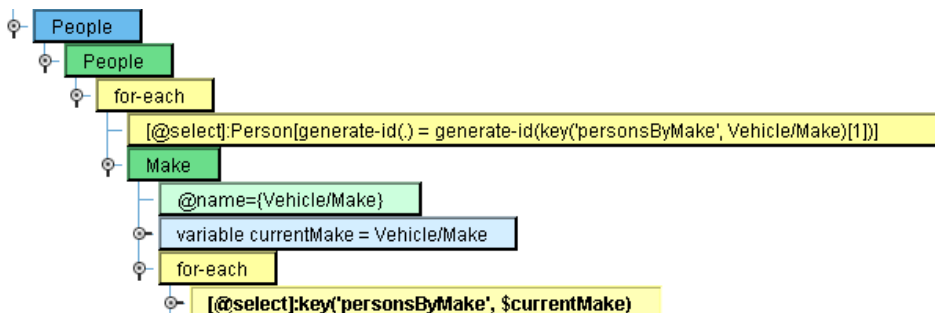 People
People
for-each
[@select]:Person[generate-id(.) = generate-id(key('personsByMake', Vehicle/Make)[1])]
Make
@name={Vehicle/Make}
variable currentMake = Vehicle/Make
for-each
[@select]:key('personsByMake', $currentMake)